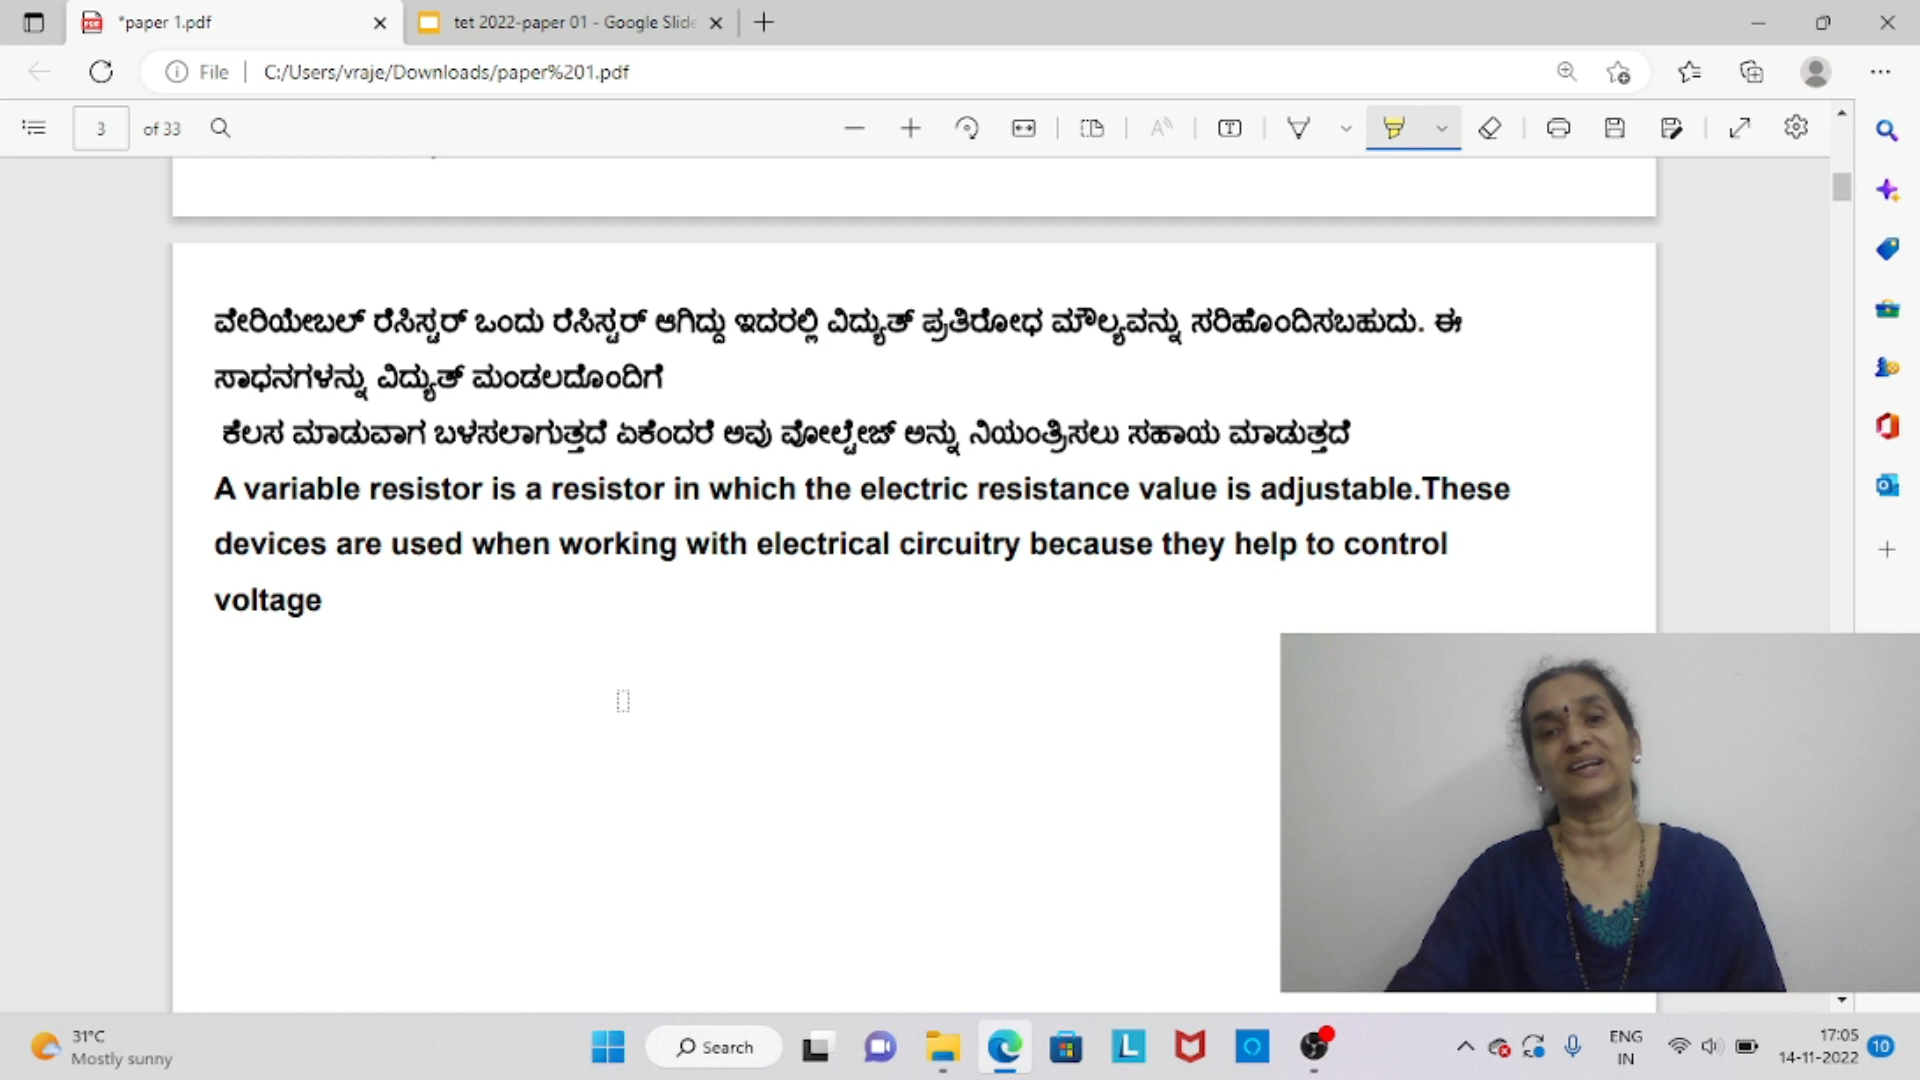 *paper 1.pdf
tet 2022-paper 01 - Google Slide
File
C:/Users/vraje/Downloads/paper%201.pdf
3 of 33
ವೇರಿಯೇಬಲ್ ರೆಸಿಸ್ಟರ್ ಒಂದು ರೆಸಿಸ್ಟರ್ ಆಗಿದ್ದು ಇದರಲ್ಲಿ ವಿದ್ಯುತ್ ಪ್ರತಿರೋಧ ಮೌಲ್ಯವನ್ನು ಸರಿಹೊಂದಿಸಬಹುದು. ಈ
ಸಾಧನಗಳನ್ನು ವಿದ್ಯುತ್ ಮಂಡಲದೊಂದಿಗೆ
ಕೆಲಸ ಮಾಡುವಾಗ ಬಳಸಲಾಗುತ್ತದೆ ಏಕೆಂದರೆ ಅವು ವೋಲ್ಟೇಜ್ ಅನ್ನು ನಿಯಂತ್ರಿಸಲು ಸಹಾಯ ಮಾಡುತ್ತದೆ
A variable resistor is a resistor in which the electric resistance value is adjustable.These
devices are used when working with electrical circuitry because they help to control
voltage
31°C
Mostly sunny
Search
ENG
IN
17:05
14-11-2022
10